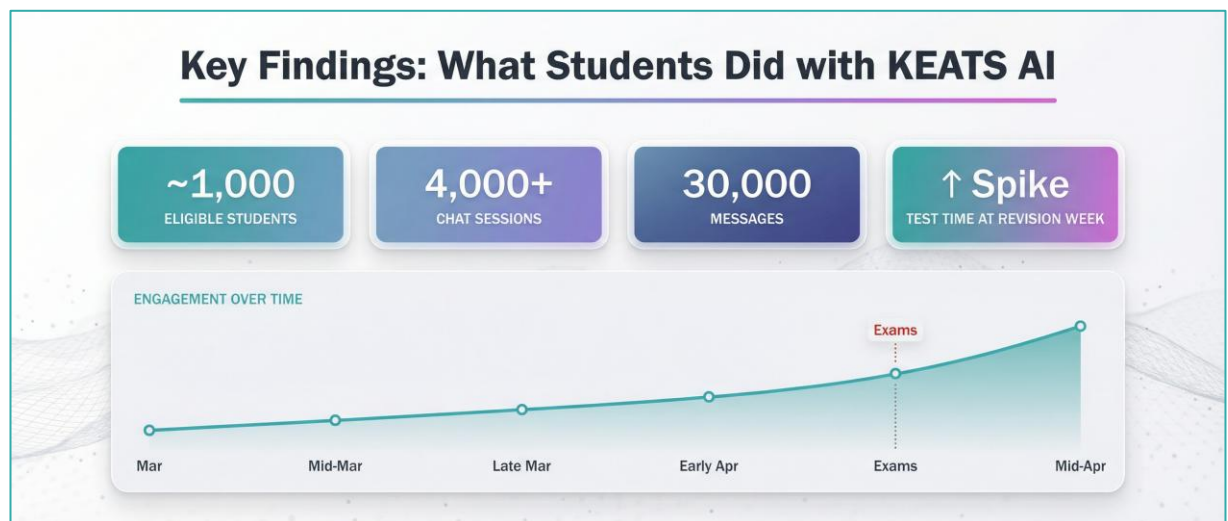 Key Findings: What Students Did with KEATS AI
~1,000
ELIGIBLE STUDENTS
4,000+
CHAT SESSIONS
30,000
MESSAGES
↑ Spike
TEST TIME AT REVISION WEEK
ENGAGEMENT OVER TIME
Exams
Mar
Mid-Mar
Late Mar
Early Apr
Exams
Mid-Apr